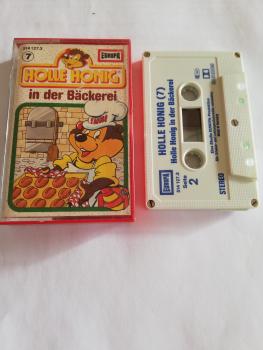 514 127.3
EUROPA
7
HOLLE HONIG
in der Bäckerei
HOLLE HONIG (7)
Holle Honig in der Bäckerei
EUROPA
514 127.3
Seite
2
STEREO